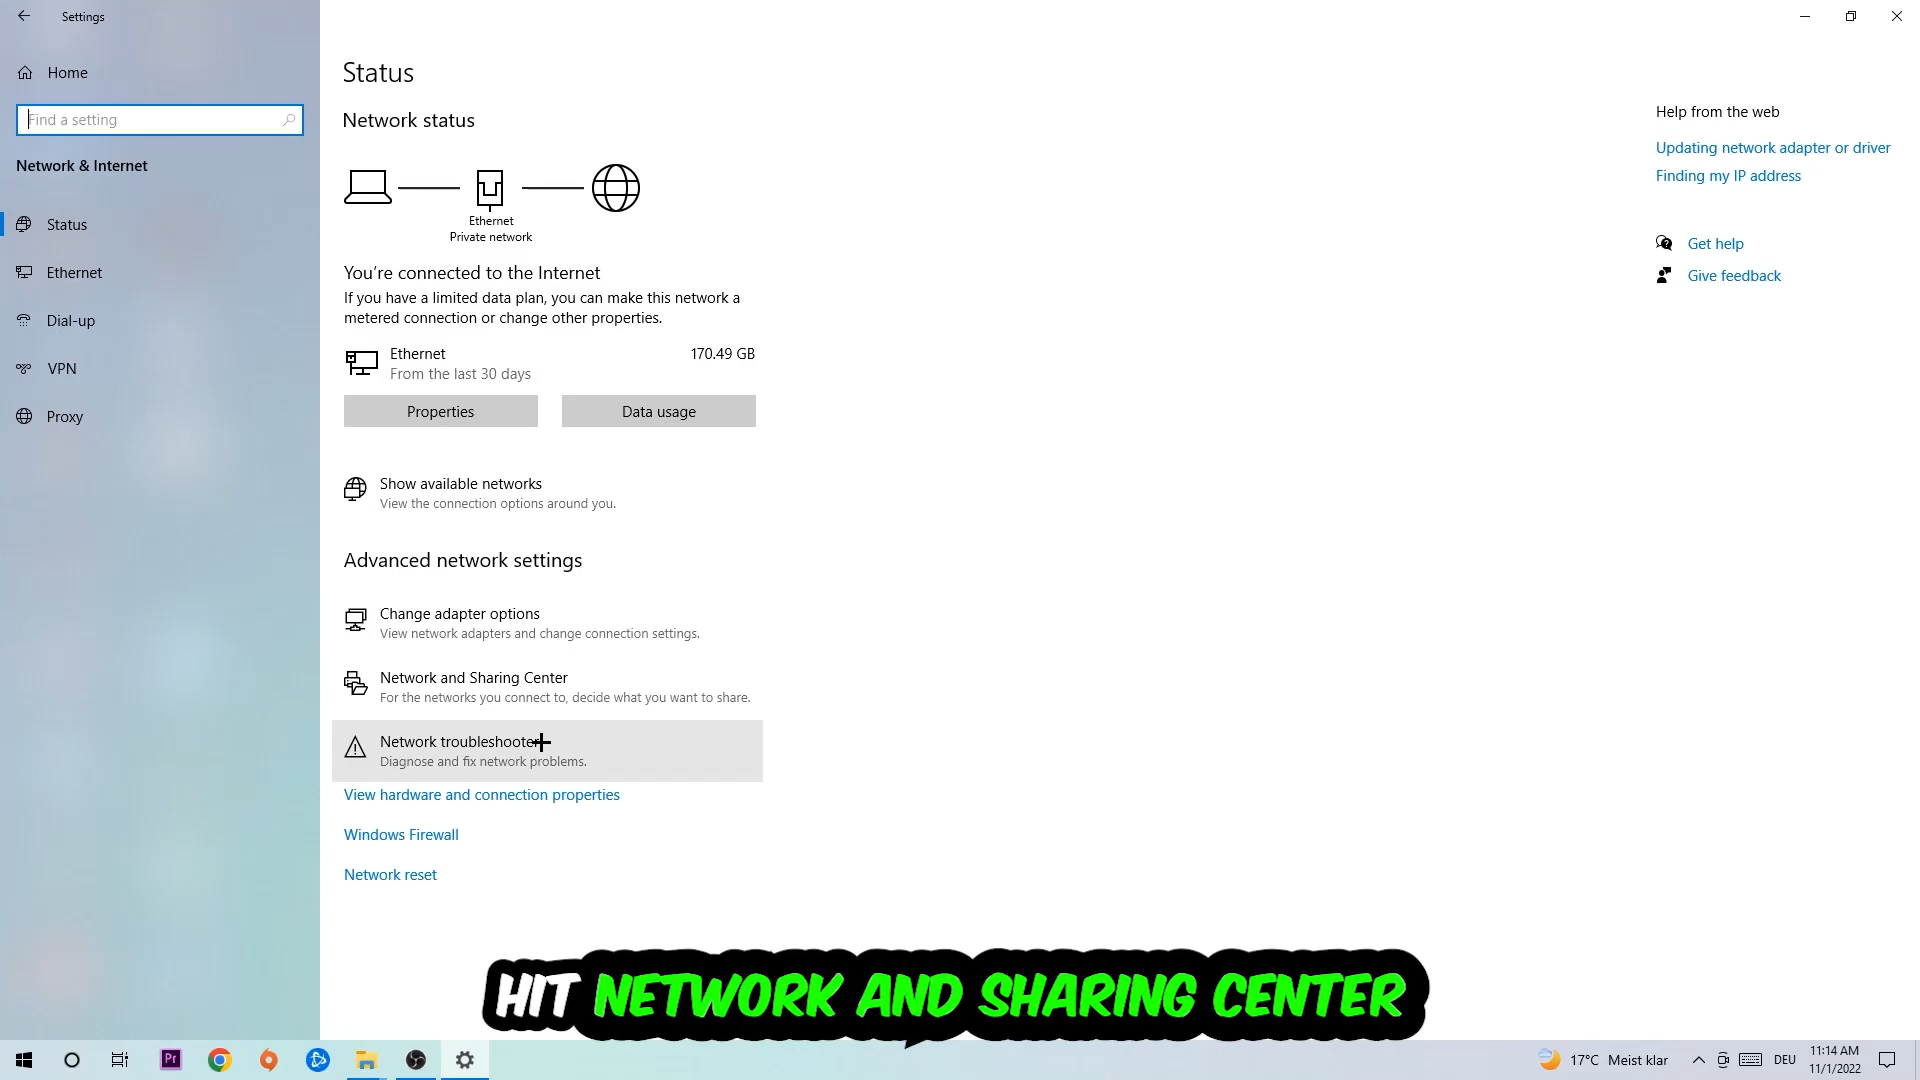 Settings
Home
Find a setting
Network & Internet
Status
Ethernet
Dial-up
VPN
Proxy
Status
Network status
Ethernet
Private network
You're connected to the Internet
If you have a limited data plan, you can make this network a
metered connection or change other properties.
Ethernet 170.49 GB
From the last 30 days
Properties Data usage
Show available networks
View the connection options around you.
Advanced network settings
Change adapter options
View network adapters and change connection settings.
Network and Sharing Center
For the networks you connect to, decide what you want to share.
Network troubleshooter
Diagnose and fix network problems.
View hardware and connection properties
Windows Firewall
Network reset
Help from the web
Updating network adapter or driver
Finding my IP address
Get help
Give feedback
HIT NETWORK AND SHARING CENTER
Pr
17°C Meist klar
DEU
11:14 AM
11/1/2022